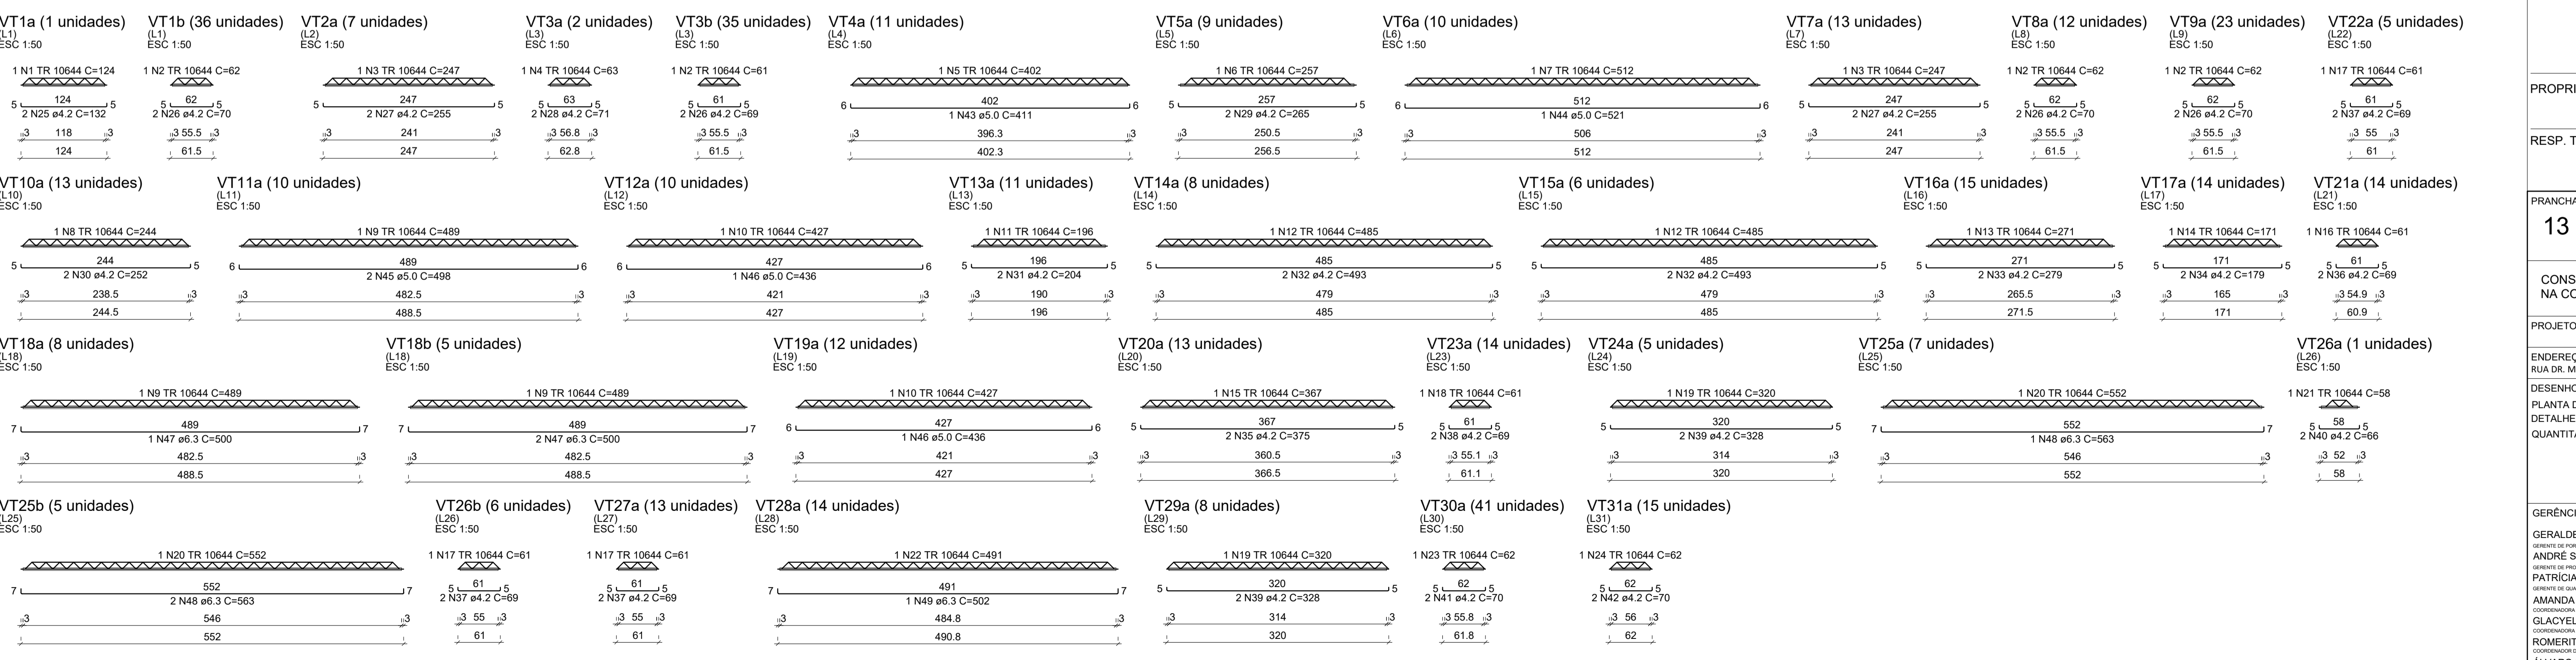 VT1a (1 unidades)
(L1)
ESC 1:50
1 N1 TR 10644 C=124
5 124 5
2 N25 ø4.2 C=132
3 118 3
124
VT1b (36 unidades)
(L1)
ESC 1:50
1 N2 TR 10644 C=62
5 62 5
2 N26 ø4.2 C=70
3 55.5 3
61.5
VT2a (7 unidades)
(L2)
ESC 1:50
1 N3 TR 10644 C=247
5 247 5
2 N27 ø4.2 C=255
3 241 3
247
VT3a (2 unidades)
(L3)
ESC 1:50
1 N4 TR 10644 C=63
5 63 5
2 N28 ø4.2 C=71
3 56.8 3
62.8
VT3b (35 unidades)
(L3)
ESC 1:50
1 N2 TR 10644 C=61
5 61 5
2 N26 ø4.2 C=69
3 55.5 3
61.5
VT4a (11 unidades)
(L4)
ESC 1:50
1 N5 TR 10644 C=402
6 402 6
1 N43 ø5.0 C=411
3 396.3 3
402.3
VT5a (9 unidades)
(L5)
ESC 1:50
1 N6 TR 10644 C=257
5 257 5
2 N29 ø4.2 C=265
3 250.5 3
256.5
VT6a (10 unidades)
(L6)
ESC 1:50
1 N7 TR 10644 C=512
6 512 6
1 N44 ø5.0 C=521
3 506 3
512
VT7a (13 unidades)
(L7)
ESC 1:50
1 N3 TR 10644 C=247
5 247 5
2 N27 ø4.2 C=255
3 241 3
247
VT8a (12 unidades)
(L8)
ESC 1:50
1 N2 TR 10644 C=62
5 62 5
2 N26 ø4.2 C=70
3 55.5 3
61.5
VT9a (23 unidades)
(L9)
ESC 1:50
1 N2 TR 10644 C=62
5 62 5
2 N26 ø4.2 C=70
3 55.5 3
61.5
VT22a (5 unidades)
(L22)
ESC 1:50
1 N17 TR 10644 C=61
5 61 5
2 N37 ø4.2 C=69
3 55 3
61
VT10a (13 unidades)
(L10)
ESC 1:50
1 N8 TR 10644 C=244
5 244 5
2 N30 ø4.2 C=252
3 238.5 3
244.5
VT11a (10 unidades)
(L11)
ESC 1:50
1 N9 TR 10644 C=489
6 489 6
2 N45 ø5.0 C=498
3 482.5 3
488.5
VT12a (10 unidades)
(L12)
ESC 1:50
1 N10 TR 10644 C=427
6 427 6
1 N46 ø5.0 C=436
3 421 3
427
VT13a (11 unidades)
(L13)
ESC 1:50
1 N11 TR 10644 C=196
5 196 5
2 N31 ø4.2 C=204
3 190 3
196
VT14a (8 unidades)
(L14)
ESC 1:50
1 N12 TR 10644 C=485
5 485 5
2 N32 ø4.2 C=493
3 479 3
485
VT15a (6 unidades)
(L15)
ESC 1:50
1 N12 TR 10644 C=485
5 485 5
2 N32 ø4.2 C=493
3 479 3
485
VT16a (15 unidades)
(L16)
ESC 1:50
1 N13 TR 10644 C=271
5 271 5
2 N33 ø4.2 C=279
3 265.5 3
271.5
VT17a (14 unidades)
(L17)
ESC 1:50
1 N14 TR 10644 C=171
5 171 5
2 N34 ø4.2 C=179
3 165 3
171
VT21a (14 unidades)
(L21)
ESC 1:50
1 N16 TR 10644 C=61
5 61 5
2 N36 ø4.2 C=69
3 54.9 3
60.9
VT18a (8 unidades)
(L18)
ESC 1:50
1 N9 TR 10644 C=489
7 489 7
1 N47 ø6.3 C=500
3 482.5 3
488.5
VT18b (5 unidades)
(L18)
ESC 1:50
1 N9 TR 10644 C=489
7 489 7
2 N47 ø6.3 C=500
3 482.5 3
488.5
VT19a (12 unidades)
(L19)
ESC 1:50
1 N10 TR 10644 C=427
6 427 6
1 N46 ø5.0 C=436
3 421 3
427
VT20a (13 unidades)
(L20)
ESC 1:50
1 N15 TR 10644 C=367
5 367 5
2 N35 ø4.2 C=375
3 360.5 3
366.5
VT23a (14 unidades)
(L23)
ESC 1:50
1 N18 TR 10644 C=61
5 61 5
2 N38 ø4.2 C=69
3 55.1 3
61.1
VT24a (5 unidades)
(L24)
ESC 1:50
1 N19 TR 10644 C=320
5 320 5
2 N39 ø4.2 C=328
3 314 3
320
VT25a (7 unidades)
(L25)
ESC 1:50
1 N20 TR 10644 C=552
7 552 7
1 N48 ø6.3 C=563
3 546 3
552
VT26a (1 unidades)
(L26)
ESC 1:50
1 N21 TR 10644 C=58
5 58 5
2 N40 ø4.2 C=66
3 52 3
58
VT25b (5 unidades)
(L25)
ESC 1:50
1 N20 TR 10644 C=552
7 552 7
2 N48 ø6.3 C=563
3 546 3
552
VT26b (6 unidades)
(L26)
ESC 1:50
1 N17 TR 10644 C=61
5 61 5
2 N37 ø4.2 C=69
3 55 3
61
VT27a (13 unidades)
(L27)
ESC 1:50
1 N17 TR 10644 C=61
5 61 5
2 N37 ø4.2 C=69
3 55 3
61
VT28a (14 unidades)
(L28)
ESC 1:50
1 N22 TR 10644 C=491
7 491 7
1 N49 ø6.3 C=502
3 484.8 3
490.8
VT29a (8 unidades)
(L29)
ESC 1:50
1 N19 TR 10644 C=320
5 320 5
2 N39 ø4.2 C=328
3 314 3
320
VT30a (41 unidades)
(L30)
ESC 1:50
1 N23 TR 10644 C=62
5 62 5
2 N41 ø4.2 C=70
3 55.8 3
61.8
VT31a (15 unidades)
(L31)
ESC 1:50
1 N24 TR 10644 C=62
5 62 5
2 N42 ø4.2 C=70
3 56 3
62
PROPRI
RESP. T
PRANCHA
13
CONS
NA CO
PROJETO
ENDEREÇ
RUA DR. M
DESENHO
PLANTA D
DETALHE
QUANTITA
GERÊNCI
GERALDE
GERENTE DE POR
ANDRÉ S
GERENTE DE PRO
PATRÍCIA
GERENTE DE QUA
AMANDA
COORDENADORA
GLACYEL
COORDENADORA
ROMERIT
COORDENADOR